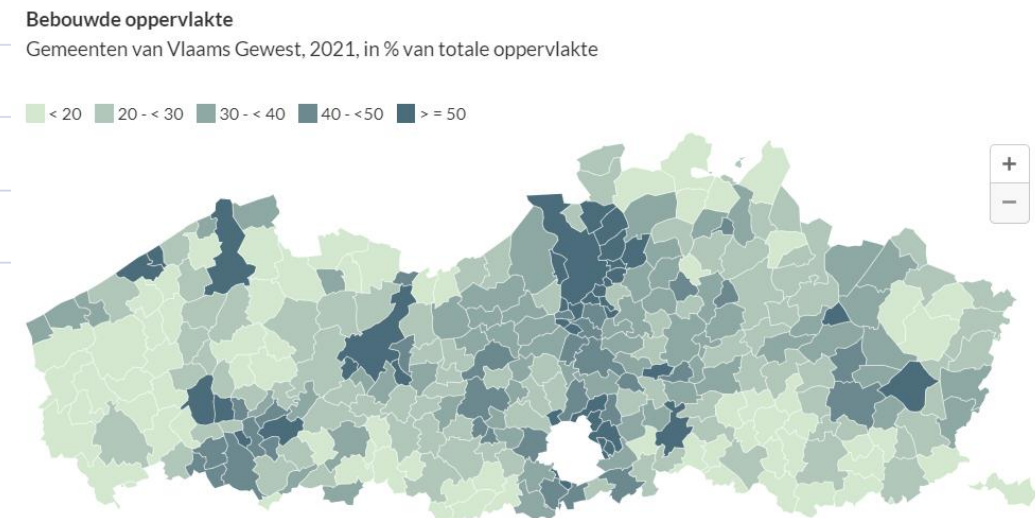 Bebouwde oppervlakte
Gemeenten van Vlaams Gewest, 2021, in % van totale oppervlakte
< 20 20 - < 30 30 - < 40 40 - <50 > = 50
+
−